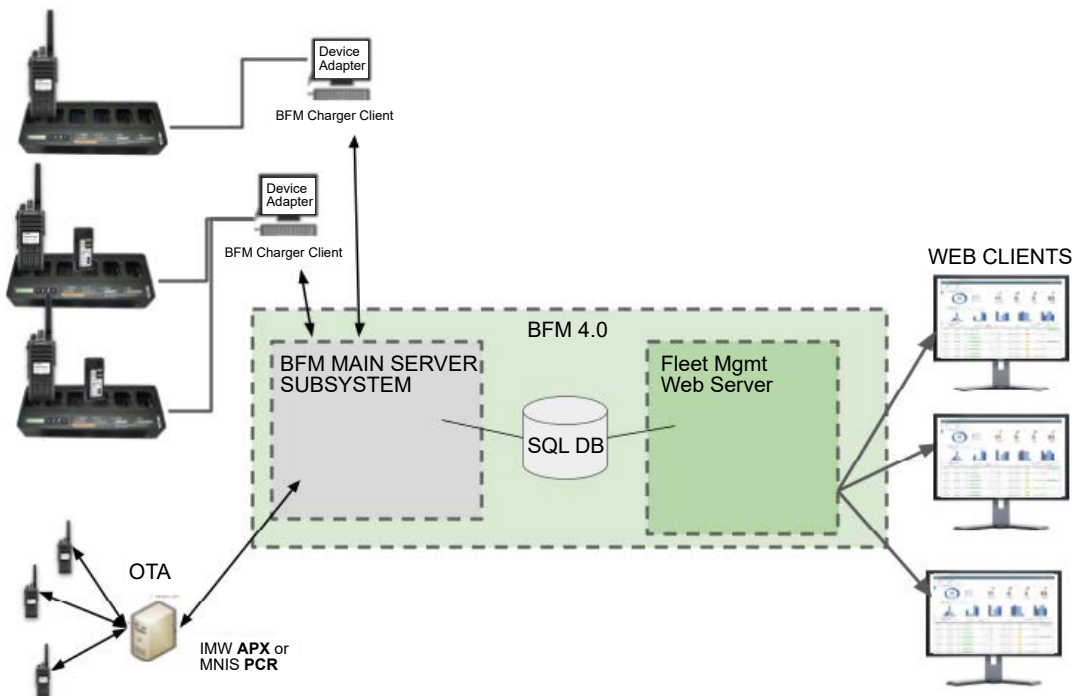 Device
Adapter
BFM Charger Client
Device
Adapter
BFM Charger Client
WEB CLIENTS
BFM 4.0
BFM MAIN SERVER
SUBSYSTEM
Fleet Mgmt
Web Server
SQL DB
OTA
IMW APX or
MNIS PCR